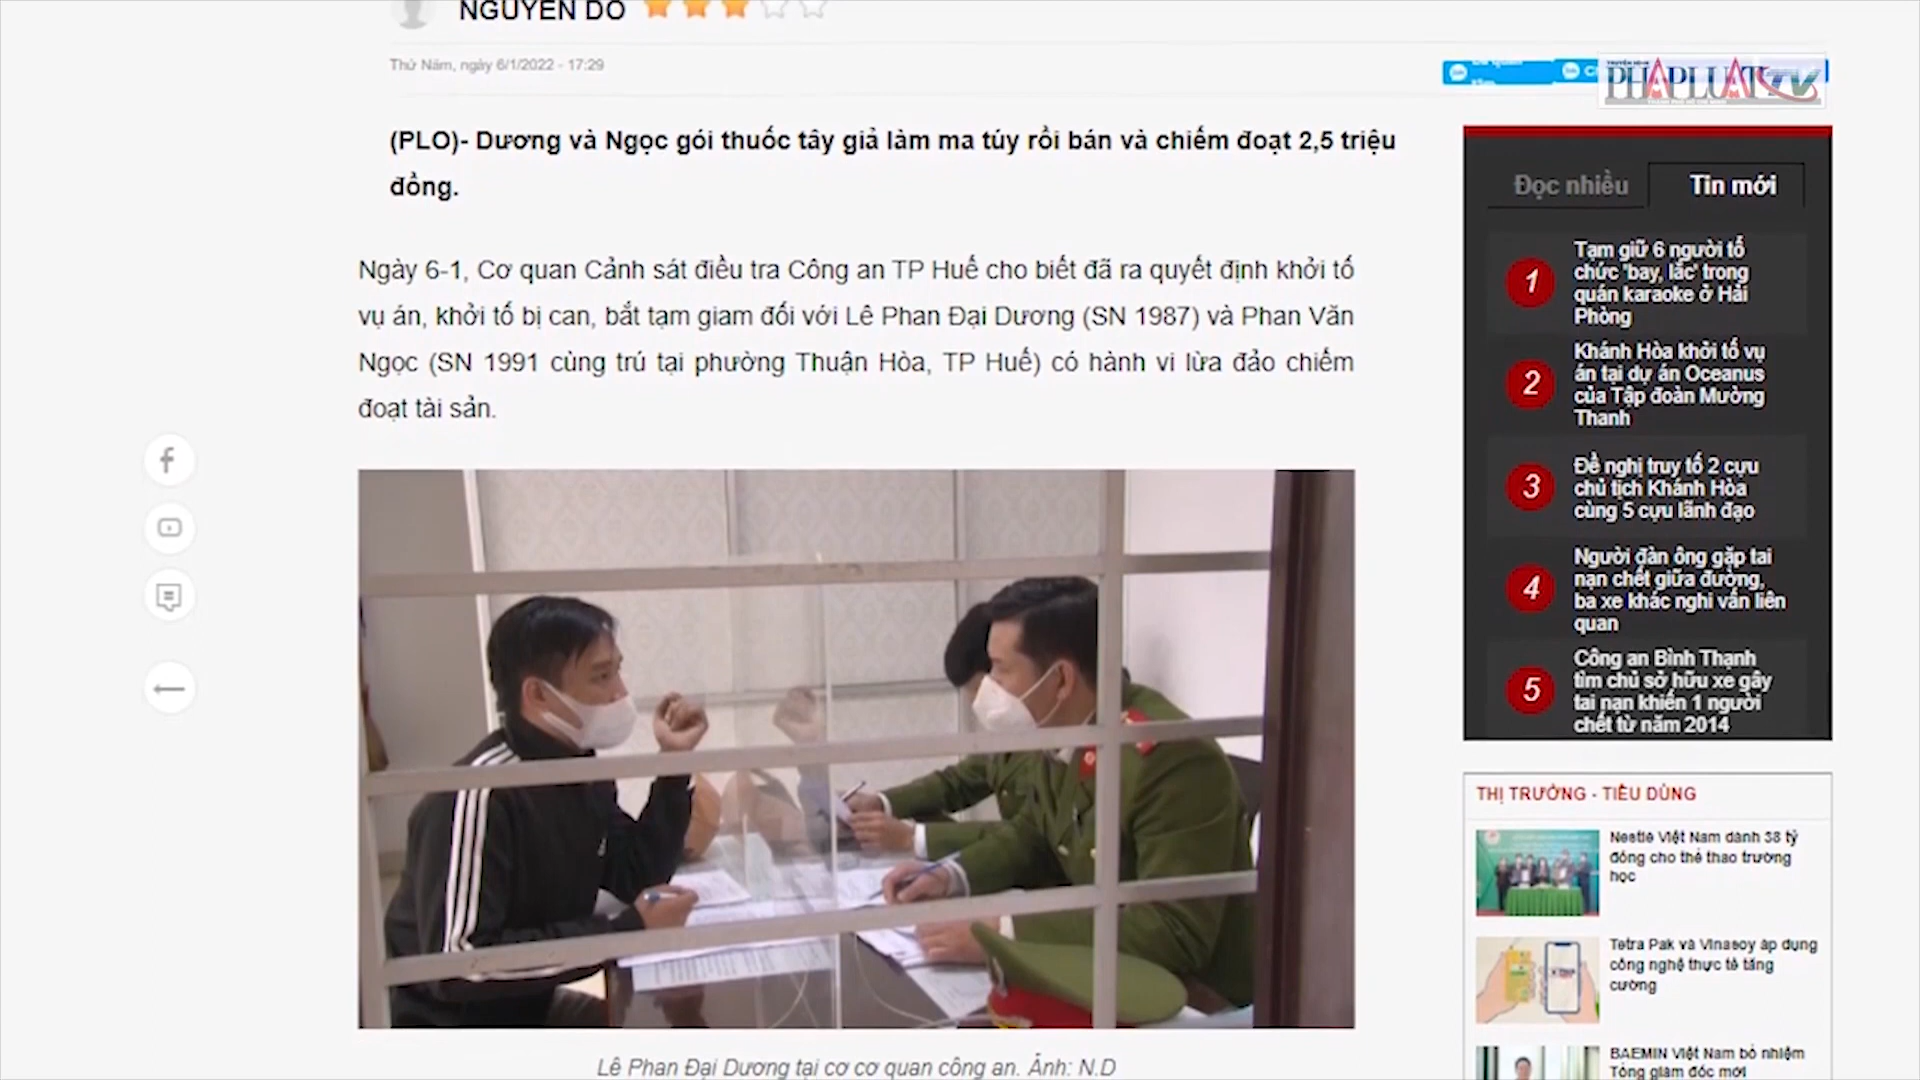 NGUYỄN DO
Thứ Năm, ngày 6/1/2022 - 17:29
TRUYỀN HÌNH
PHÁPLUẬT TV
THÀNH PHỐ HỒ CHÍ MINH
(PLO)- Dương và Ngọc gói thuốc tây giả làm ma túy rồi bán và chiếm đoạt 2,5 triệu
đồng.
Ngày 6-1, Cơ quan Cảnh sát điều tra Công an TP Huế cho biết đã ra quyết định khởi tố
vụ án, khởi tố bị can, bắt tạm giam đối với Lê Phan Đại Dương (SN 1987) và Phan Văn
Ngọc (SN 1991 cùng trú tại phường Thuận Hòa, TP Huế) có hành vi lừa đảo chiếm
đoạt tài sản.
Lê Phan Đại Dương tại cơ cơ quan công an. Ảnh: N.D
Đọc nhiều
Tin mới
1
Tạm giữ 6 người tổ
chức 'bay, lắc' trong
quán karaoke ở Hải
Phòng
2
Khánh Hòa khởi tố vụ
án tại dự án Oceanus
của Tập đoàn Mường
Thanh
3
Đề nghị truy tố 2 cựu
chủ tịch Khánh Hòa
cùng 5 cựu lãnh đạo
4
Người đàn ông gặp tai
nạn chết giữa đường,
ba xe khác nghi vấn liên
quan
5
Công an Bình Thạnh
tìm chủ sở hữu xe gây
tai nạn khiến 1 người
chết từ năm 2014
THỊ TRƯỜNG - TIÊU DÙNG
Nestlé Việt Nam dành 38 tỷ
đồng cho thể thao trường
học
Tetra Pak và Vinasoy áp dụng
công nghệ thực tế tăng
cường
BAEMIN Việt Nam bổ nhiệm
Tổng giám đốc mới